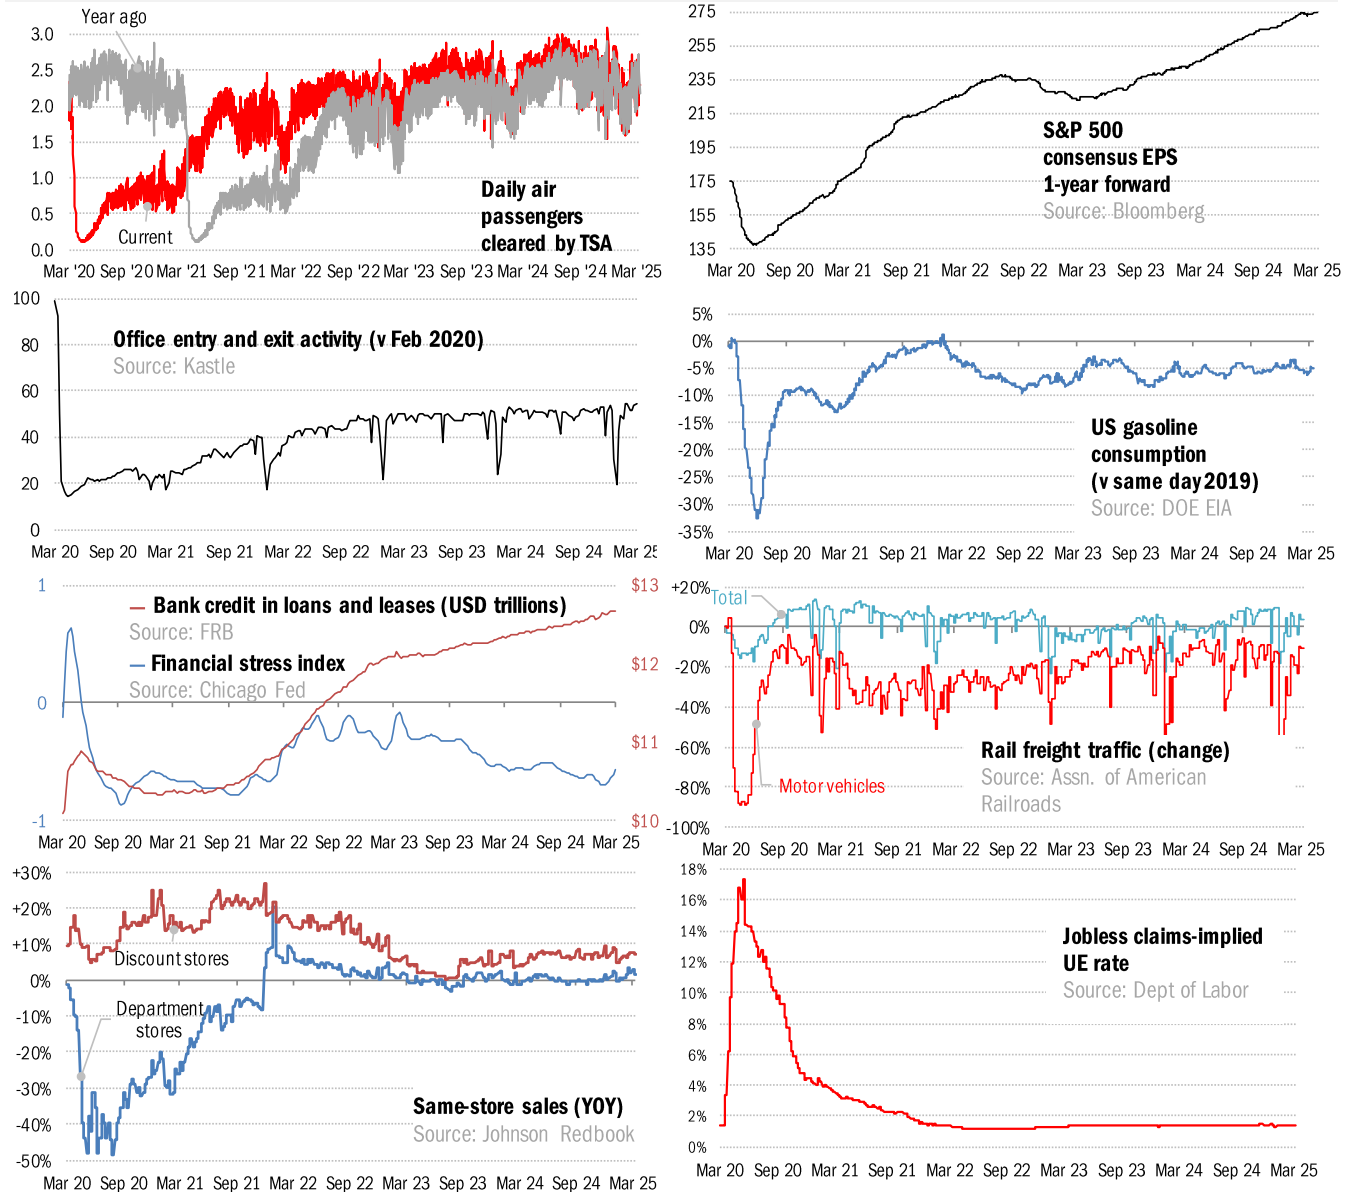 Year ago
3.0
2.5
2.0
1.5
1.0
0.5
0.0
Current
Daily air
passengers
cleared by TSA
Mar '20 Sep '20 Mar '21 Sep '21 Mar '22 Sep '22 Mar '23 Sep '23 Mar '24 Sep '24 Mar '25
275
255
235
215
195
175
155
135
S&P 500
consensus EPS
1-year forward
Source: Bloomberg
Mar 20 Sep 20 Mar 21 Sep 21 Mar 22 Sep 22 Mar 23 Sep 23 Mar 24 Sep 24 Mar 25
100
80
60
40
20
0
Office entry and exit activity (v Feb 2020)
Source: Kastle
Mar 20 Sep 20 Mar 21 Sep 21 Mar 22 Sep 22 Mar 23 Sep 23 Mar 24 Sep 24 Mar 25
5%
0%
-5%
-10%
-15%
-20%
-25%
-30%
-35%
US gasoline
consumption
(v same day 2019)
Source: DOE EIA
Mar 20 Sep 20 Mar 21 Sep 21 Mar 22 Sep 22 Mar 23 Sep 23 Mar 24 Sep 24 Mar 25
1
0
-1
Bank credit in loans and leases (USD trillions)
Source: FRB
Financial stress index
Source: Chicago Fed
$13
$12
$11
$10
Mar 20 Sep 20 Mar 21 Sep 21 Mar 22 Sep 22 Mar 23 Sep 23 Mar 24 Sep 24 Mar 25
+20%
0%
-20%
-40%
-60%
-80%
-100%
Total
Motor vehicles
Rail freight traffic (change)
Source: Assn. of American
Railroads
Mar 20 Sep 20 Mar 21 Sep 21 Mar 22 Sep 22 Mar 23 Sep 23 Mar 24 Sep 24 Mar 25
+30%
+20%
+10%
0%
-10%
-20%
-30%
-40%
-50%
Discount stores
Department
stores
Same-store sales (YOY)
Source: Johnson Redbook
Mar 20 Sep 20 Mar 21 Sep 21 Mar 22 Sep 22 Mar 23 Sep 23 Mar 24 Sep 24 Mar 25
18%
16%
14%
12%
10%
8%
6%
4%
2%
0%
Jobless claims-implied
UE rate
Source: Dept of Labor
Mar 20 Sep 20 Mar 21 Sep 21 Mar 22 Sep 22 Mar 23 Sep 23 Mar 24 Sep 24 Mar 25